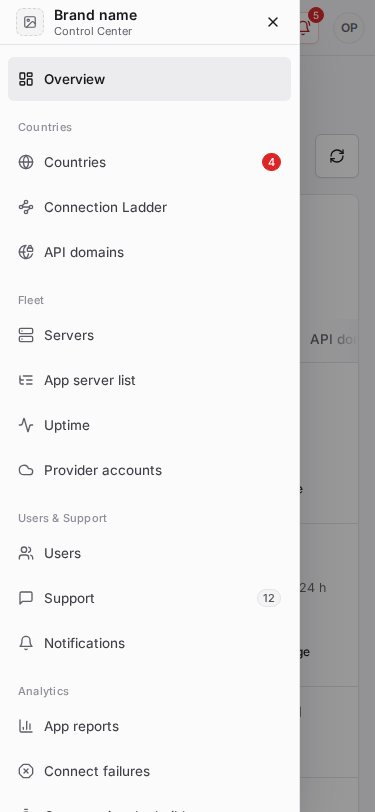 Brand name
Control Center
5
OP
Overview
Countries
Countries
4
Connection Ladder
API domains
Fleet
Servers
API do
App server list
Uptime
Provider accounts
Users & Support
Users
24 h
Support
12
Notifications
ge
Analytics
App reports
Connect failures